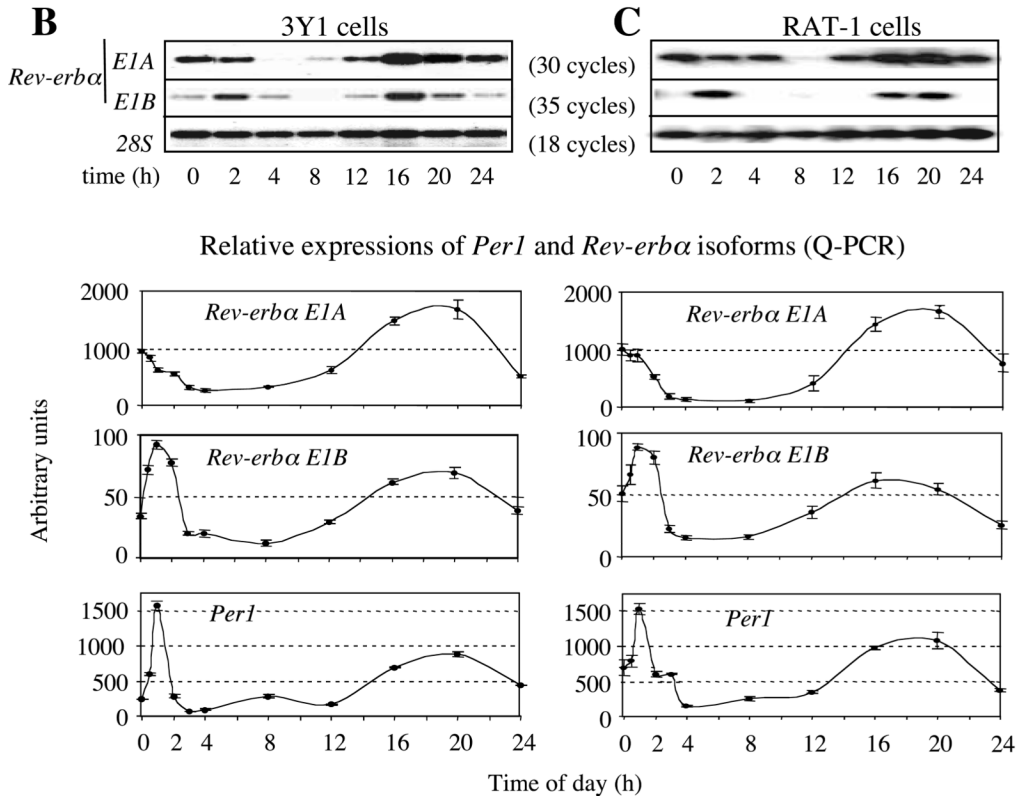 B 3Y1 cells C RAT-1 cells
Rev-erbα E1A (30 cycles)
E1B (35 cycles)
28S (18 cycles)
time (h) 0 2 4 8 12 16 20 24 0 2 4 8 12 16 20 24
Relative expressions of Per1 and Rev-erbα isoforms (Q-PCR)
Arbitrary units
2000 1000 0 Rev-erbα E1A
2000 1000 0 Rev-erbα E1A
100 50 0 Rev-erbα E1B
100 50 0 Rev-erbα E1B
1500 1000 500 0 Per1
1500 1000 500 0 Per1
0 2 4 8 12 16 20 24 0 2 4 8 12 16 20 24
Time of day (h)